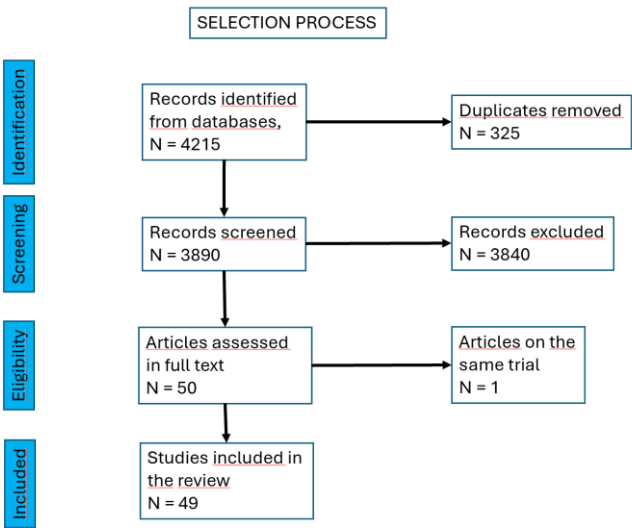 SELECTION PROCESS
Identification
Records identified
from databases,
N = 4215
Duplicates removed
N = 325
Screening
Records screened
N = 3890
Records excluded
N = 3840
Eligibility
Articles assessed
in full text
N = 50
Articles on the
same trial
N = 1
Included
Studies included in
the review
N = 49